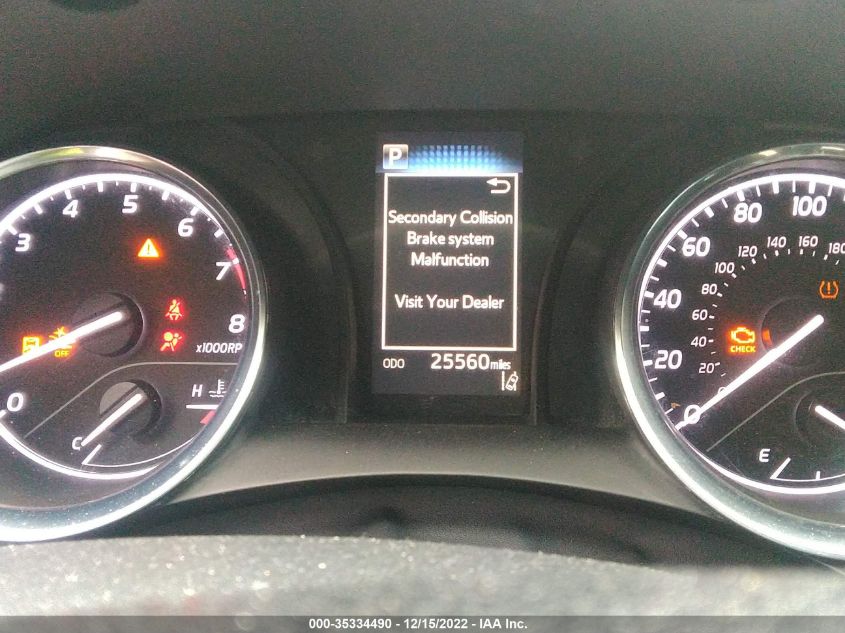 P
Secondary Collision
Brake system
Malfunction
Visit Your Dealer
ODO 25560 miles
3 4 5 6 7 8
x1000RP
0
OFF
H
C
0 20 40 60 80 100
20 40 60 80 100 120 140 160 180
CHECK
E
000-35334490 - 12/15/2022 - IAA Inc.